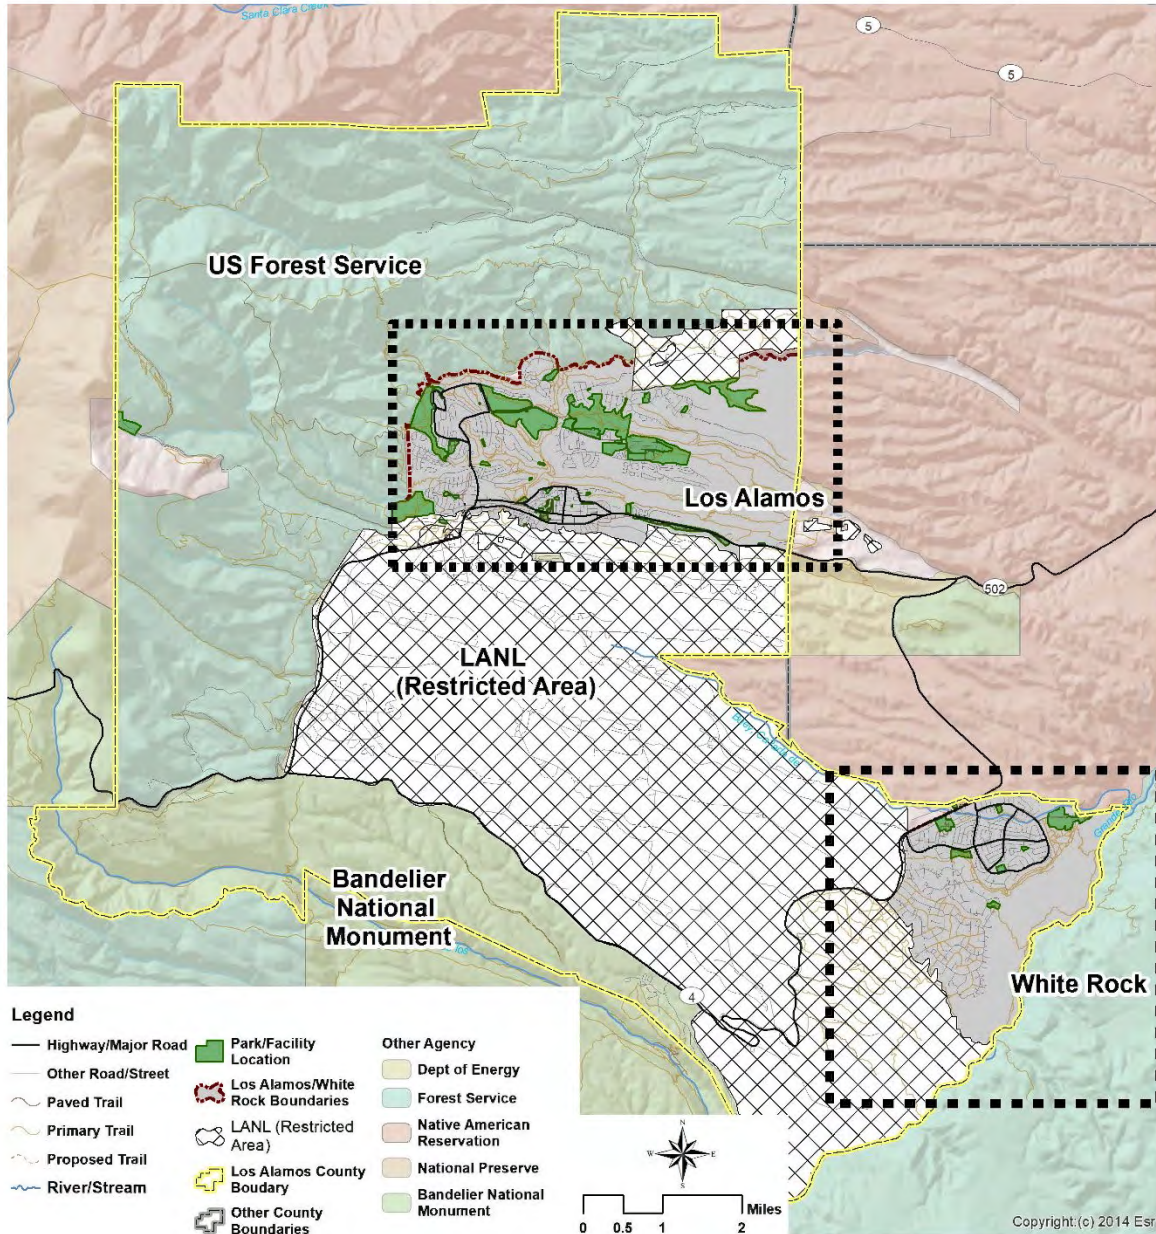 Santa Clara Creek
5
5
US Forest Service
Los Alamos
502
LANL
(Restricted Area)
Bandelier
National
Monument
4
White Rock
Legend
Highway/Major Road
Other Road/Street
Paved Trail
Primary Trail
Proposed Trail
River/Stream
Park/Facility
Location
Los Alamos/White
Rock Boundaries
LANL (Restricted
Area)
Los Alamos County
Boudary
Other County
Boundaries
Other Agency
Dept of Energy
Forest Service
Native American
Reservation
National Preserve
Bandelier National
Monument
N
W
E
S
Miles
0 0.5 1 2
Copyright:(c) 2014 Esr